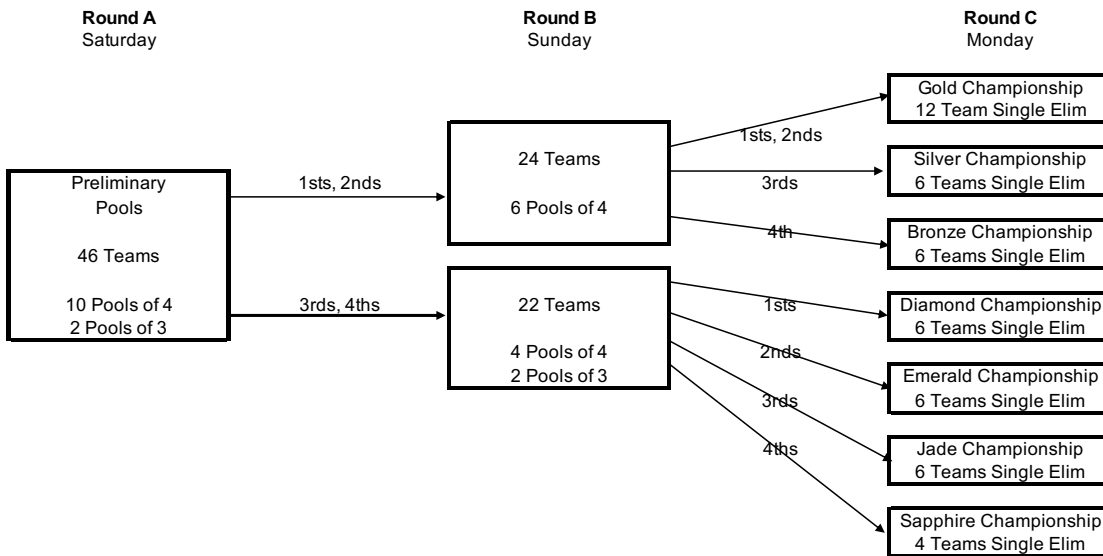 Round A
Saturday
Round B
Sunday
Round C
Monday
Preliminary
Pools
46 Teams
10 Pools of 4
2 Pools of 3
1sts, 2nds
3rds, 4ths
24 Teams
6 Pools of 4
22 Teams
4 Pools of 4
2 Pools of 3
1sts, 2nds
3rds
4th
1sts
2nds
3rds
4ths
Gold Championship
12 Team Single Elim
Silver Championship
6 Teams Single Elim
Bronze Championship
6 Teams Single Elim
Diamond Championship
6 Teams Single Elim
Emerald Championship
6 Teams Single Elim
Jade Championship
6 Teams Single Elim
Sapphire Championship
4 Teams Single Elim